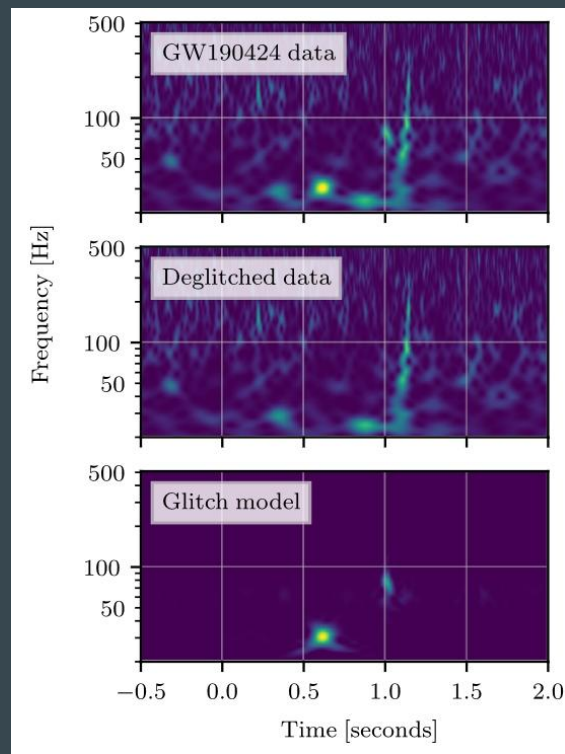 500
GW190424 data
100
50
500
Deglitched data
100
50
Frequency [Hz]
500
Glitch model
100
50
−0.5 0.0 0.5 1.0 1.5 2.0
Time [seconds]